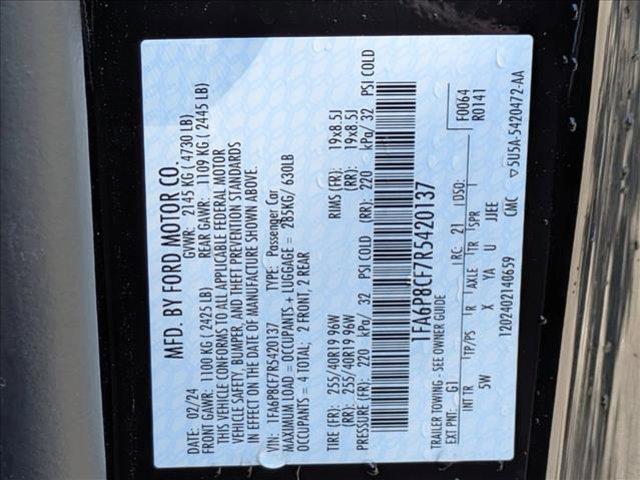 MFD. BY FORD MOTOR CO.
DATE: 02/24 GVWR: 2145 KG ( 4730 LB)
FRONT GAWR: 1100 KG ( 2425 LB) REAR GAWR: 1109 KG ( 2445 LB)
THIS VEHICLE CONFORMS TO ALL APPLICABLE FEDERAL MOTOR
VEHICLE SAFETY, BUMPER, AND THEFT PREVENTION STANDARDS
IN EFFECT ON THE DATE OF MANUFACTURE SHOWN ABOVE.
VIN: 1FA6P8CF7R5420137 TYPE: Passenger Car
MAXIMUM LOAD = OCCUPANTS + LUGGAGE = 285KG/ 630LB
OCCUPANTS = 4 TOTAL: 2 FRONT, 2 REAR
TIRE (FR): 255/40R19 96W RIMS (FR): 19x8.5J
(RR): 255/40R19 96W (RR): 19x8.5J
PRESSURE (FR): 220 kPa/ 32 PSI COLD (RR): 220 kPa/ 32 PSI COLD
1FA6P8CF7R5420137
TRAILER TOWING - SEE OWNER GUIDE F0064
EXT PNT: G1 RC: 21 DSO: R0141
INT TR TP/PS R AXLE TR SPR
5W X YA U JJEE
1202402140659 CMC ▽5U5A-5420472-AA